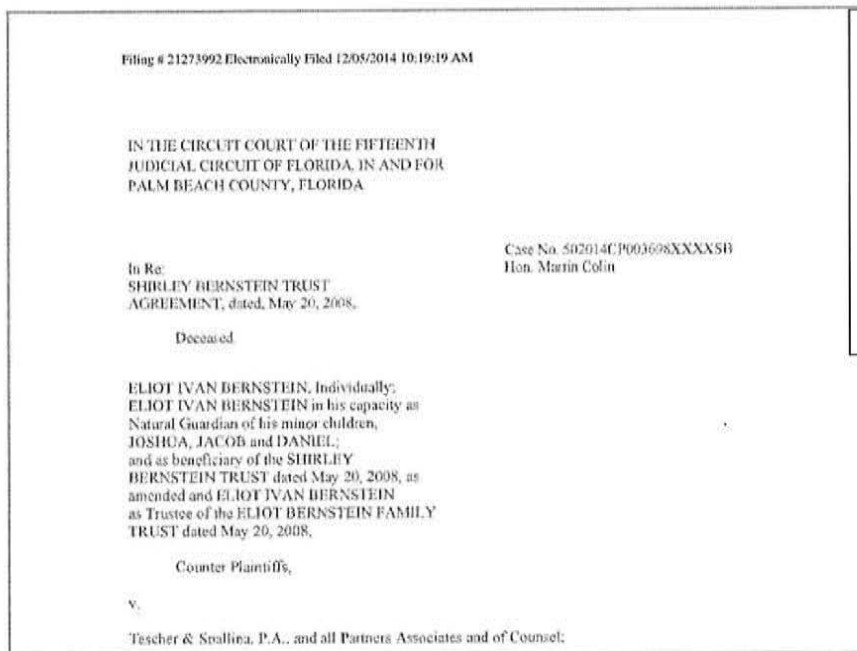 Filing # 21273992 Electronically Filed 12/05/2014 10:19:19 AM
IN THE CIRCUIT COURT OF THE FIFTEENTH
JUDICIAL CIRCUIT OF FLORIDA, IN AND FOR
PALM BEACH COUNTY, FLORIDA
Case No. 502014CP003698XXXXSB
Hon. Martin Colin
In Re:
SHIRLEY BERNSTEIN TRUST
AGREEMENT, dated, May 20, 2008,
Deceased
ELIOT IVAN BERNSTEIN, Individually;
ELIOT IVAN BERNSTEIN in his capacity as
Natural Guardian of his minor children,
JOSHUA, JACOB and DANIEL;
and as beneficiary of the SHIRLEY
BERNSTEIN TRUST dated May 20, 2008, as
amended and ELIOT IVAN BERNSTEIN
as Trustee of the ELIOT BERNSTEIN FAMILY
TRUST dated May 20, 2008,
Counter Plaintiffs,
v.
Tescher & Spallina, P.A., and all Partners Associates and of Counsel;